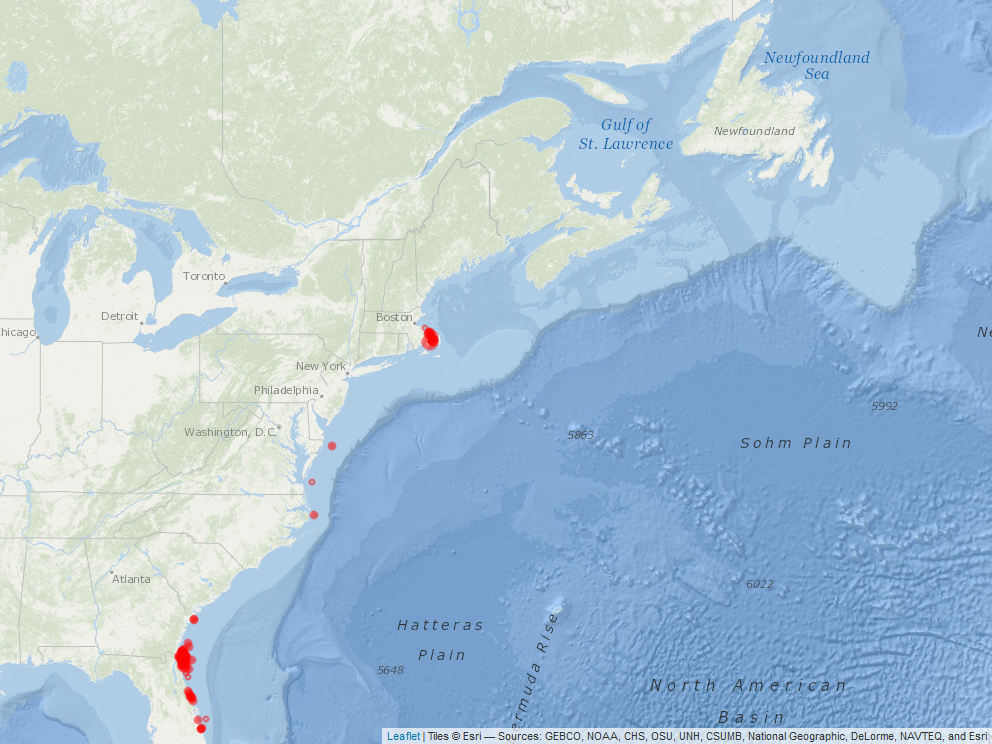 Newfoundland
Sea
Gulf of
St. Lawrence
Newfoundland
Toronto
Detroit
Boston
hicago
Ne
New York
Philadelphia
5992
Washington, D.C.
5863
Sohm Plain
Atlanta
6022
Hatteras
Plain
ermuda Rise
5648
North American
Basin
Leaflet | Tiles © Esri — Sources: GEBCO, NOAA, CHS, OSU, UNH, CSUMB, National Geographic, DeLorme, NAVTEQ, and Esri